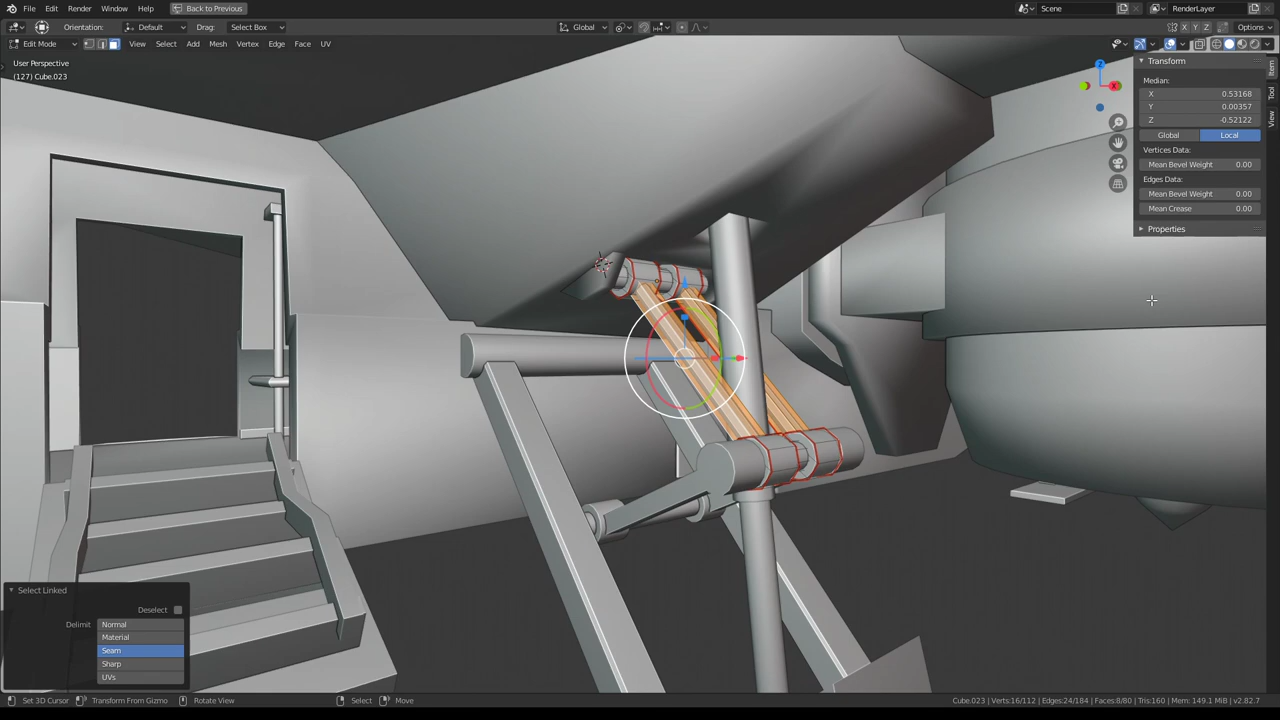 File Edit Render Window Help Back to Previous Scene RenderLayer
Orientation: Default Drag: Select Box Global X Y Z Options
Edit Mode View Select Add Mesh Vertex Edge Face UV
User Perspective
(127) Cube.023
Z
X
Transform
Median:
X 0.53168
Y 0.00357
Z -0.52122
Global Local
Vertices Data:
Mean Bevel Weight 0.00
Edges Data:
Mean Bevel Weight 0.00
Mean Crease 0.00
Properties
Item
Tool
View
Select Linked
Deselect
Delimit Normal
Material
Seam
Sharp
UVs
Set 3D Cursor Transform From Gizmo Rotate View Select Move Cube.023 | Verts:16/112 | Edges:24/184 | Faces:8/80 | Tris:160 | Mem: 149.1 MiB | v2.82.7